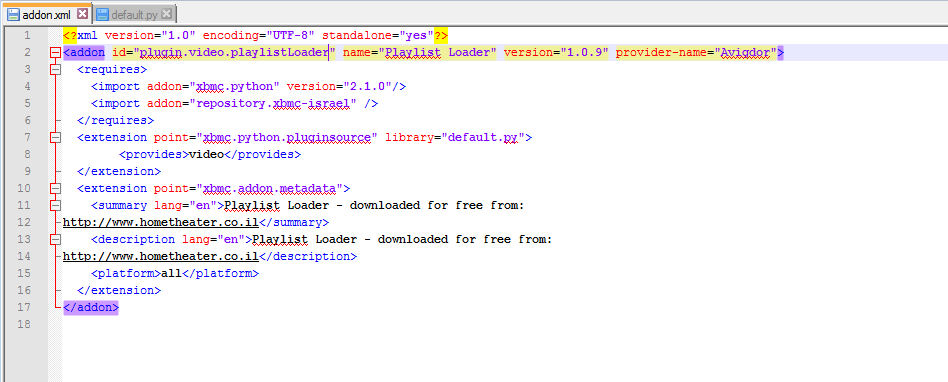 addon.xml default.py
1 <?xml version="1.0" encoding="UTF-8" standalone="yes"?>
2 <addon id="plugin.video.playlistLoader" name="Playlist Loader" version="1.0.9" provider-name="Avigdor">
3 <requires>
4 <import addon="xbmc.python" version="2.1.0"/>
5 <import addon="repository.xbmc-israel" />
6 </requires>
7 <extension point="xbmc.python.pluginsource" library="default.py">
8 <provides>video</provides>
9 </extension>
10 <extension point="xbmc.addon.metadata">
11 <summary lang="en">Playlist Loader - downloaded for free from:
12 http://www.hometheater.co.il</summary>
13 <description lang="en">Playlist Loader - downloaded for free from:
14 http://www.hometheater.co.il</description>
15 <platform>all</platform>
16 </extension>
17 </addon>
18